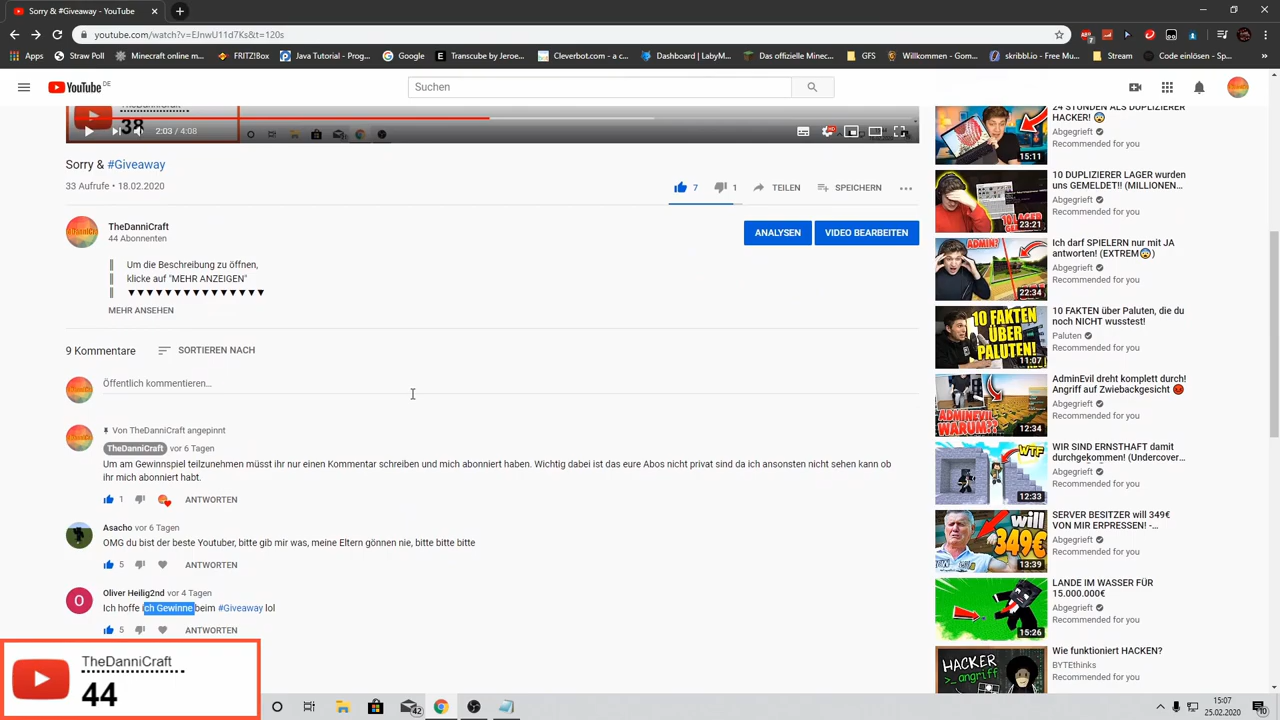 Sorry & #Giveaway - YouTube
youtube.com/watch?v=EJnwU11d7Ks&t=120s
Apps
Straw Poll
Minecraft online m...
FRITZ!Box
Java Tutorial - Prog...
Google
Transcube by Jeroe...
Cleverbot.com - a c...
Dashboard | LabyM...
Das offizielle Minec...
GFS
Willkommen - Gom...
skribbl.io
Stream
Code einlösen - Sp...
YouTube DE
Suchen
TheDanniCraft
38
2:03 / 4:08
Sorry & #Giveaway
33 Aufrufe • 18.02.2020
7
1
TEILEN
SPEICHERN
TheDanniCraft
44 Abonnenten
ANALYSEN
VIDEO BEARBEITEN
Um die Beschreibung zu öffnen,
klicke auf "MEHR ANZEIGEN"
▼▼▼▼▼▼▼▼▼▼▼▼▼▼▼
MEHR ANSEHEN
9 Kommentare
SORTIEREN NACH
Öffentlich kommentieren...
Von TheDanniCraft angepinnt
TheDanniCraft vor 6 Tagen
Um am Gewinnspiel teilzunehmen müsst ihr nur einen Kommentar schreiben und mich abonniert haben. Wichtig dabei ist das eure Abos nicht privat sind da ich ansonsten nicht sehen kann ob
ihr mich abonniert habt.
1
ANTWORTEN
Asacho vor 6 Tagen
OMG du bist der beste Youtuber, bitte gib mir was, meine Eltern gönnen nie, bitte bitte bitte
5
ANTWORTEN
O
Oliver Heilig2nd vor 4 Tagen
Ich hoffe ich Gewinne beim #Giveaway lol
5
ANTWORTEN
24 STUNDEN ALS DUPLIZIERER
HACKER!
Abgegrieft
Recommended for you
15:11
10 DUPLIZIERER LAGER wurden
uns GEMELDET!! (MILLIONEN...
Abgegrieft
Recommended for you
10 LAGER
23:21
Ich darf SPIELERN nur mit JA
antworten! (EXTREM)
Abgegrieft
Recommended for you
ADMIN?
22:34
10 FAKTEN über Paluten, die du
noch NICHT wusstest!
Paluten
Recommended for you
10 FAKTEN
ÜBER
PALUTEN!
11:07
AdminEvil dreht komplett durch!
Angriff auf Zwiebackgesicht
Abgegrieft
Recommended for you
ADMINEVIL
WARUM??
12:34
WIR SIND ERNSTHAFT damit
durchgekommen! (Undercover...
Abgegrieft
Recommended for you
WTF
12:33
SERVER BESITZER will 349€
VON MIR ERPRESSEN! -...
Abgegrieft
Recommended for you
will
349€
13:39
LANDE IM WASSER FÜR
15.000.000€
Abgegrieft
Recommended for you
15:26
Wie funktioniert HACKEN?
BYTEthinks
Recommended for you
HACKER
>_angriff
TheDanniCraft
44
15:07
25.02.2020